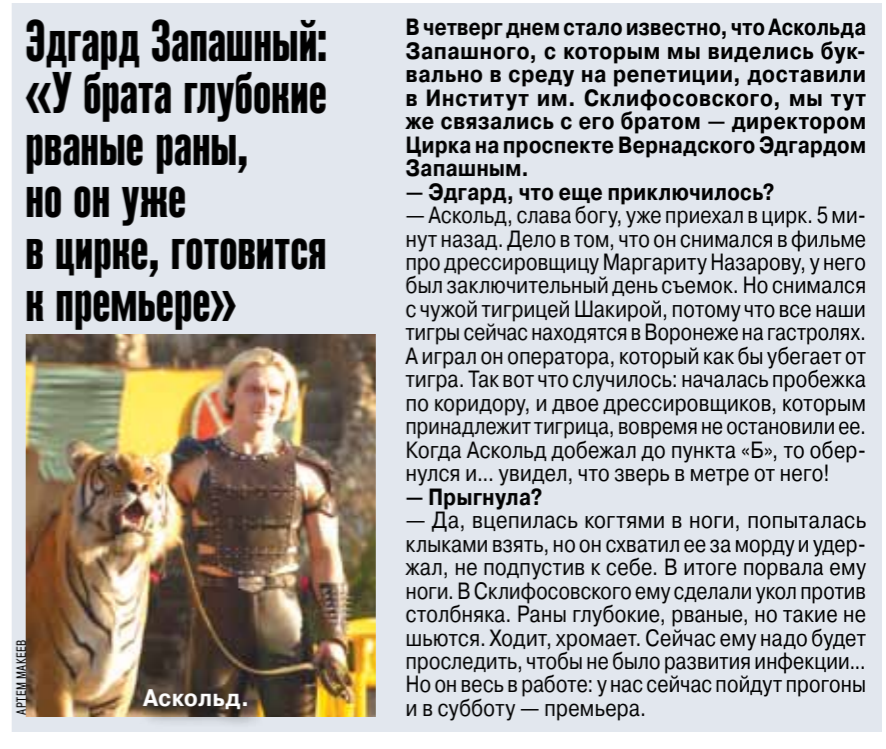 Эдгард Запашный:
«У брата глубокие
рваные раны,
но он уже
в цирке, готовится
к премьере»
АРТЕМ МАКЕЕВ
Аскольд.
В четверг днем стало известно, что Аскольда
Запашного, с которым мы виделись бук-
вально в среду на репетиции, доставили
в Институт им. Склифосовского, мы тут
же связались с его братом — директором
Цирка на проспекте Вернадского Эдгардом
Запашным.
— Эдгард, что еще приключилось?
— Аскольд, слава богу, уже приехал в цирк. 5 ми-
нут назад. Дело в том, что он снимался в фильме
про дрессировщицу Маргариту Назарову, у него
был заключительный день съемок. Но снимался
с чужой тигрицей Шакирой, потому что все наши
тигры сейчас находятся в Воронеже на гастролях.
А играл он оператора, который как бы убегает от
тигра. Так вот что случилось: началась пробежка
по коридору, и двое дрессировщиков, которым
принадлежит тигрица, вовремя не остановили ее.
Когда Аскольд добежал до пункта «Б», то обер-
нулся и... увидел, что зверь в метре от него!
— Прыгнула?
— Да, вцепилась когтями в ноги, попыталась
клыками взять, но он схватил ее за морду и удер-
жал, не подпустив к себе. В итоге порвала ему
ноги. В Склифосовского ему сделали укол против
столбняка. Раны глубокие, рваные, но такие не
шьются. Ходит, хромает. Сейчас ему надо будет
проследить, чтобы не было развития инфекции...
Но он весь в работе: у нас сейчас пойдут прогоны
и в субботу — премьера.